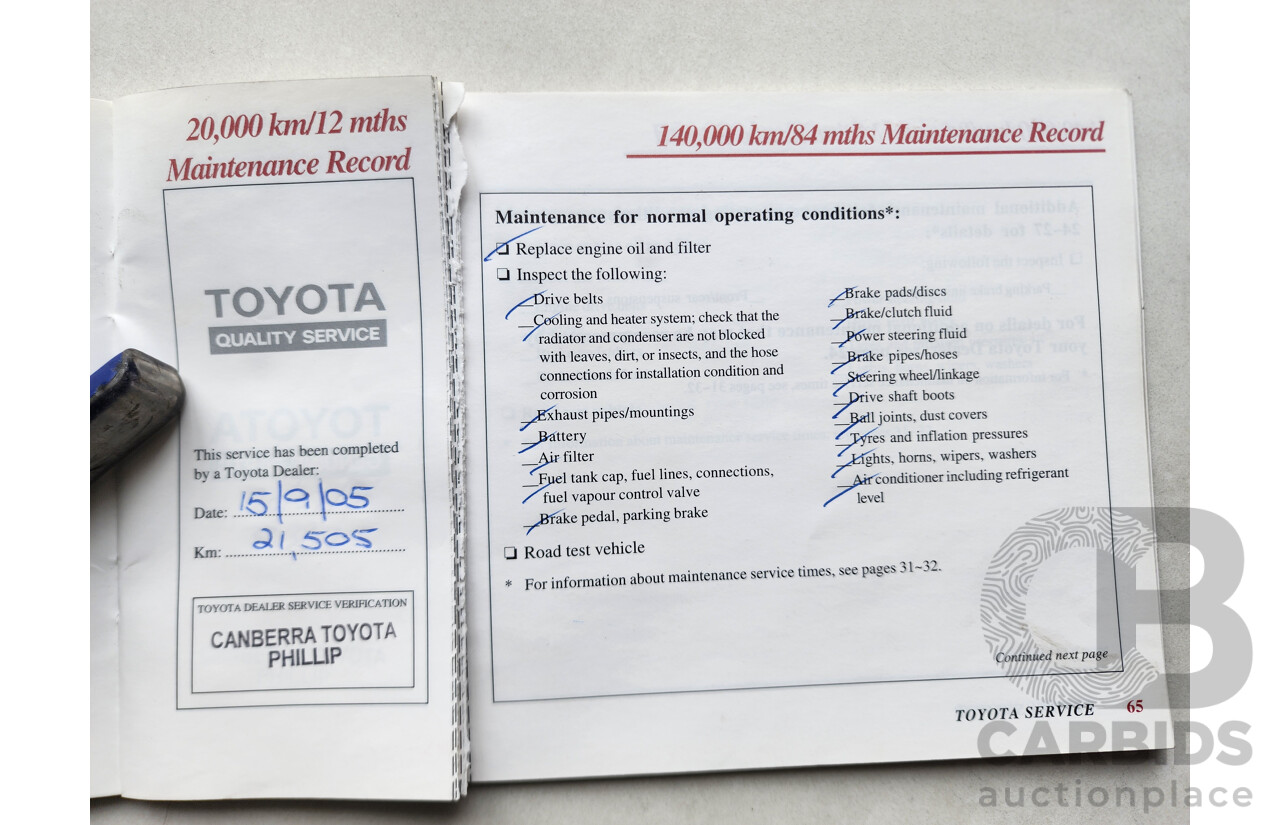 20,000 km/12 mths
Maintenance Record
TOYOTA
QUALITY SERVICE
This service has been completed
by a Toyota Dealer:
Date: 15/9/05
Km: 21,505
TOYOTA DEALER SERVICE VERIFICATION
CANBERRA TOYOTA
PHILLIP
140,000 km/84 mths Maintenance Record
Maintenance for normal operating conditions*:
❑ Replace engine oil and filter
❑ Inspect the following:
Drive belts
Cooling and heater system; check that the
radiator and condenser are not blocked
with leaves, dirt, or insects, and the hose
connections for installation condition and
corrosion
Exhaust pipes/mountings
Battery
Air filter
Fuel tank cap, fuel lines, connections,
fuel vapour control valve
Brake pedal, parking brake
Brake pads/discs
Brake/clutch fluid
Power steering fluid
Brake pipes/hoses
Steering wheel/linkage
Drive shaft boots
Ball joints, dust covers
Tyres and inflation pressures
Lights, horns, wipers, washers
Air conditioner including refrigerant
level
❑ Road test vehicle
* For information about maintenance service times, see pages 31~32.
Continued next page
TOYOTA SERVICE 65
CB
CARBIDS
auctionplace